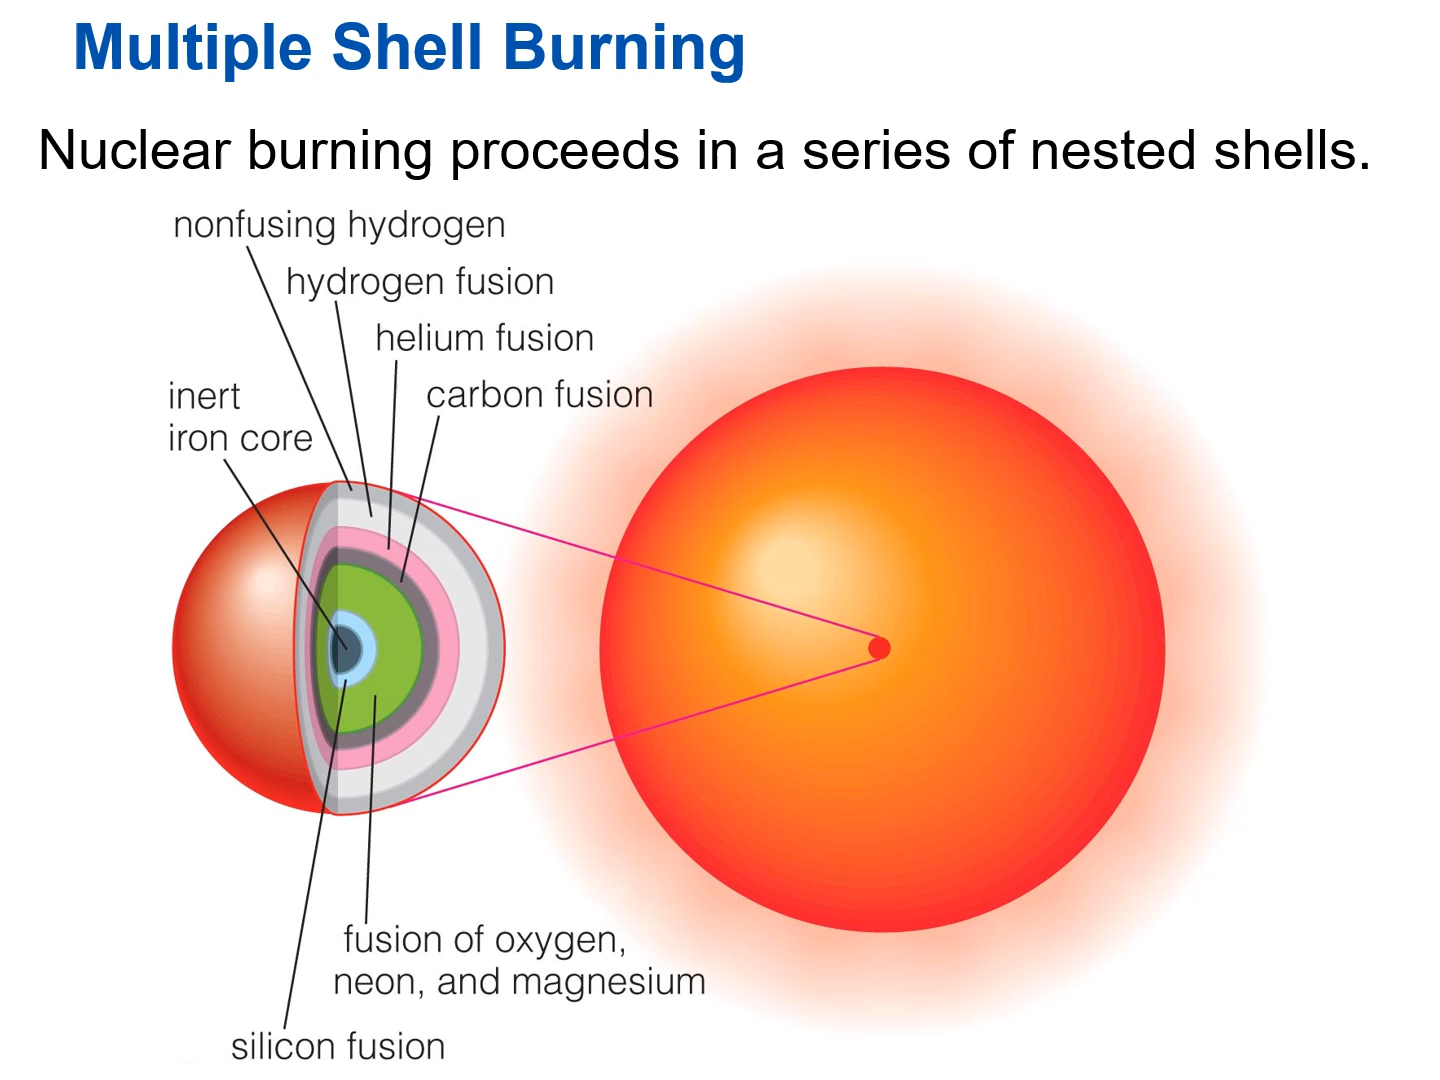 Multiple Shell Burning
Nuclear burning proceeds in a series of nested shells.
nonfusing hydrogen
hydrogen fusion
helium fusion
carbon fusion
inert
iron core
fusion of oxygen,
neon, and magnesium
silicon fusion